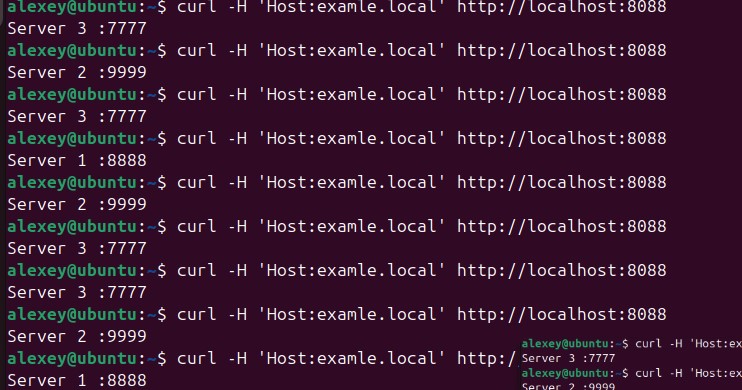 alexey@ubuntu:~$ curl -H 'Host:examle.local' http://localhost:8088
Server 3 :7777
alexey@ubuntu:~$ curl -H 'Host:examle.local' http://localhost:8088
Server 2 :9999
alexey@ubuntu:~$ curl -H 'Host:examle.local' http://localhost:8088
Server 3 :7777
alexey@ubuntu:~$ curl -H 'Host:examle.local' http://localhost:8088
Server 1 :8888
alexey@ubuntu:~$ curl -H 'Host:examle.local' http://localhost:8088
Server 2 :9999
alexey@ubuntu:~$ curl -H 'Host:examle.local' http://localhost:8088
Server 3 :7777
alexey@ubuntu:~$ curl -H 'Host:examle.local' http://localhost:8088
Server 3 :7777
alexey@ubuntu:~$ curl -H 'Host:examle.local' http://localhost:8088
Server 2 :9999
alexey@ubuntu:~$ curl -H 'Host:examle.local' http:/
Server 1 :8888
alexey@ubuntu:~$ curl -H 'Host:ex
Server 3 :7777
alexey@ubuntu:~$ curl -H 'Host:ex
Server 2 :9999